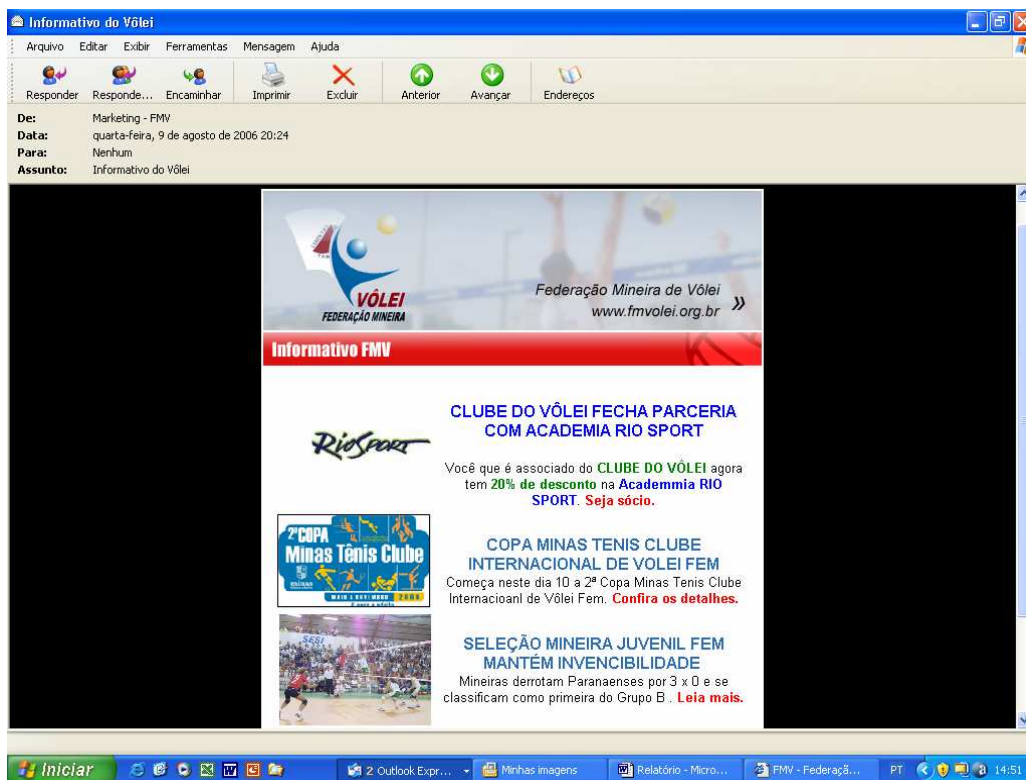 Informativo do Vôlei
Arquivo Editar Exibir Ferramentas Mensagem Ajuda
Responder Responde... Encaminhar Imprimir Excluir Anterior Avançar Endereços
De: Marketing - FMV
Data: quarta-feira, 9 de agosto de 2006 20:24
Para: Nenhum
Assunto: Informativo do Vôlei
VÔLEI
FEDERAÇÃO MINEIRA
Federação Mineira de Vôlei
www.fmvolei.org.br »
Informativo FMV
RioSport
CLUBE DO VÔLEI FECHA PARCERIA
COM ACADEMIA RIO SPORT
Você que é associado do CLUBE DO VÔLEI agora
tem 20% de desconto na Academmia RIO
SPORT. Seja sócio.
2ª COPA
Minas Tênis Clube
minas
MAIO A DEZEMBRO 2006
COPA MINAS TENIS CLUBE
INTERNACIONAL DE VOLEI FEM
Começa neste dia 10 a 2ª Copa Minas Tenis Clube
Internacioanl de Vôlei Fem. Confira os detalhes.
SESI
SELEÇÃO MINEIRA JUVENIL FEM
MANTÉM INVENCIBILIDADE
Mineiras derrotam Paranaenses por 3 x 0 e se
classificam como primeira do Grupo B . Leia mais.
Iniciar 2 Outlook Expr... Minhas imagens Relatório - Micro... FMV - Federaçã... PT 14:51